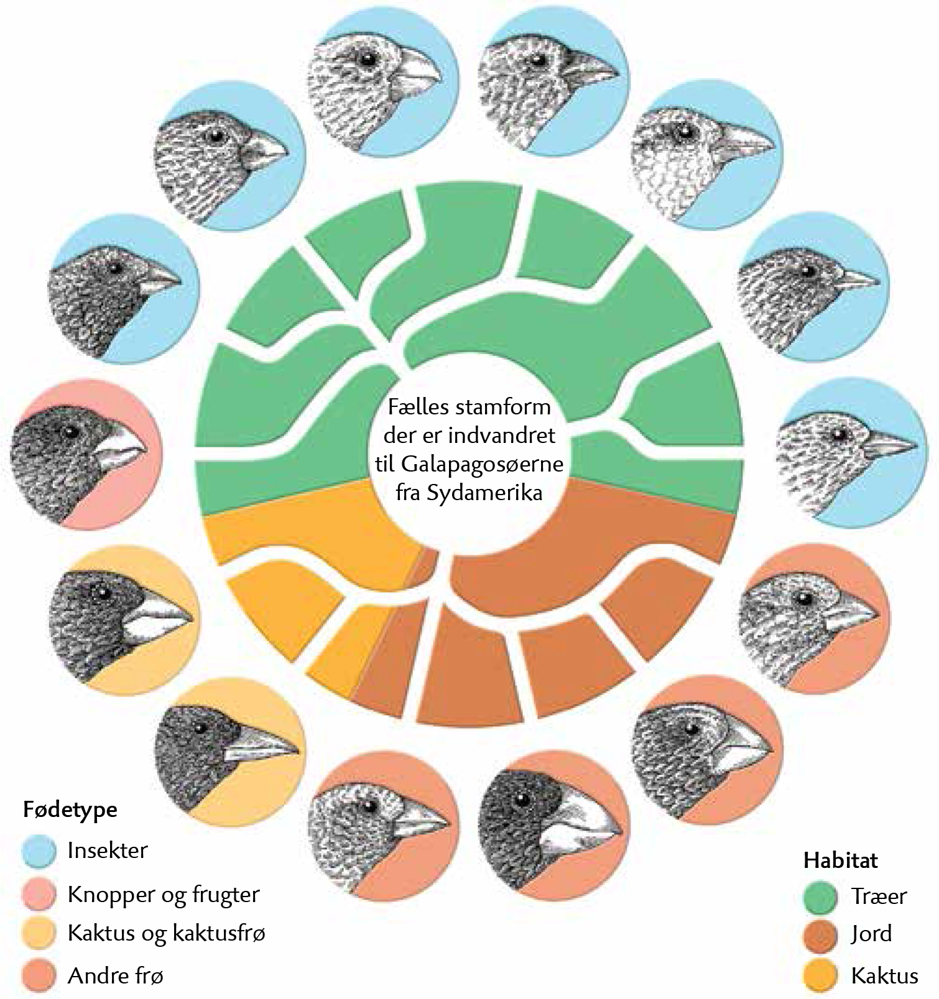 Fælles stamform
der er indvandret
til Galapagosøerne
fra Sydamerika
Fødetype
Insekter
Knopper og frugter
Kaktus og kaktusfrø
Andre frø
Habitat
Træer
Jord
Kaktus